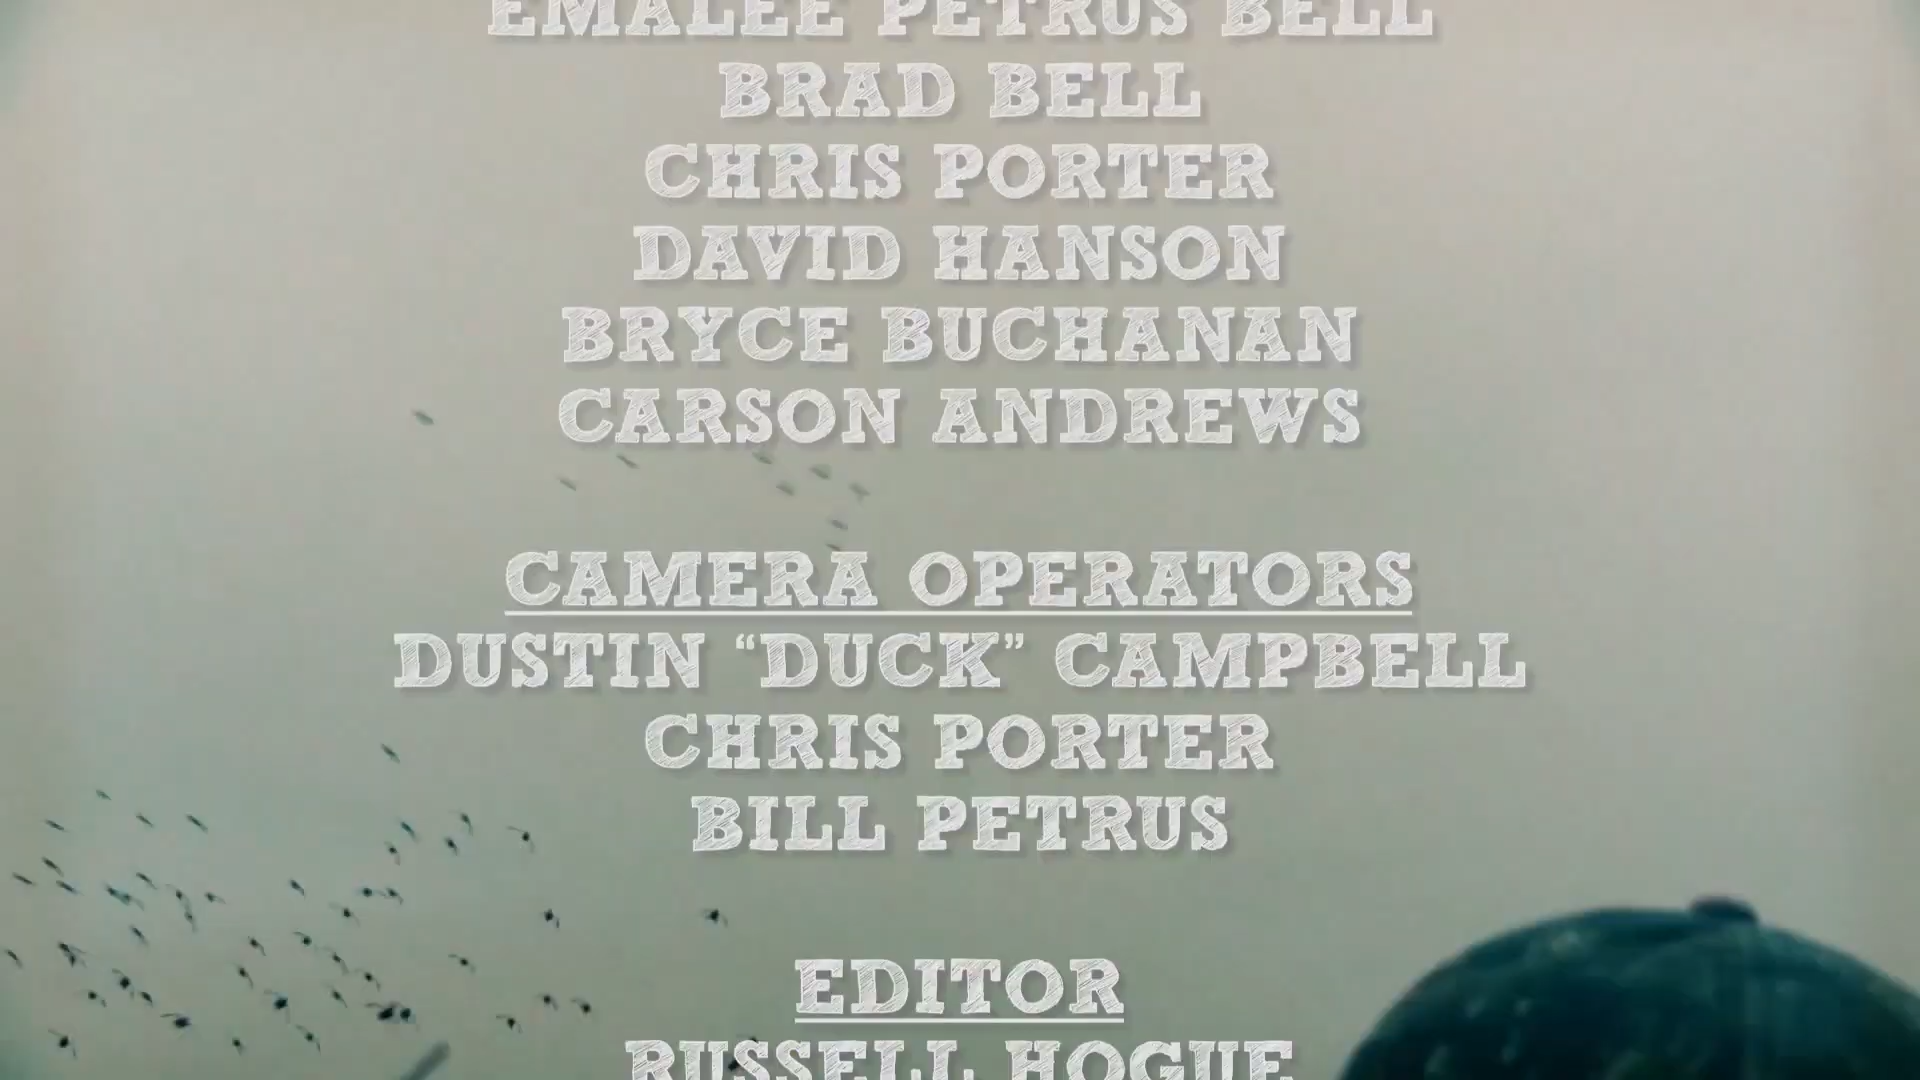 EMALEE PETRUS BELL
BRAD BELL
CHRIS PORTER
DAVID HANSON
BRYCE BUCHANAN
CARSON ANDREWS
CAMERA OPERATORS
DUSTIN “DUCK” CAMPBELL
CHRIS PORTER
BILL PETRUS
EDITOR
RUSSELL HOGUE